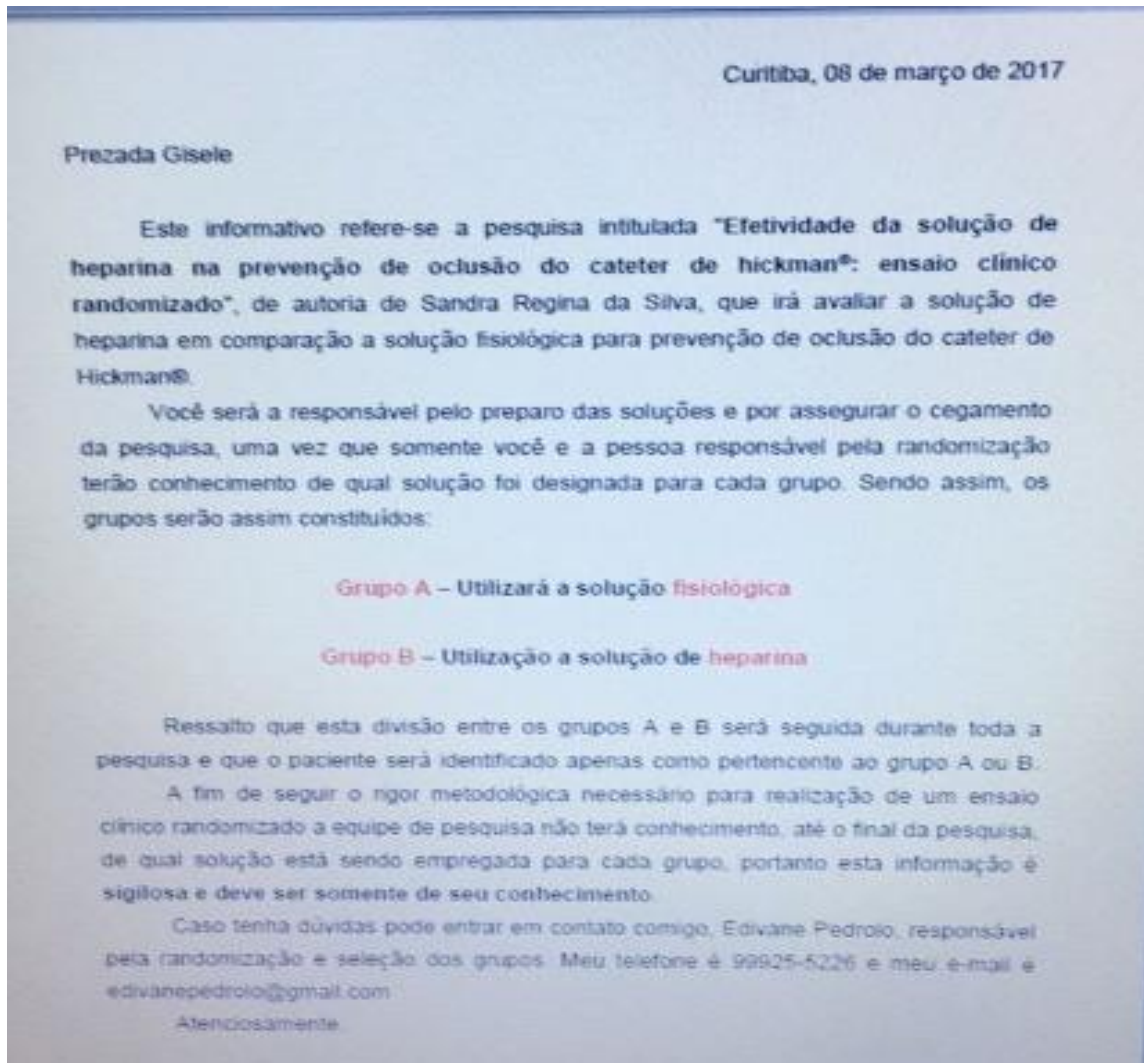 Curitiba, 08 de março de 2017
Prezada Gisele
Este informativo refere-se a pesquisa intitulada "Efetividade da solução de
heparina na prevenção de oclusão do cateter de hickman®: ensaio clínico
randomizado", de autoria de Sandra Regina da Silva, que irá avaliar a solução de
heparina em comparação a solução fisiológica para prevenção de oclusão do cateter de
Hickman®.
Você será a responsável pelo preparo das soluções e por assegurar o cegamento
da pesquisa, uma vez que somente você e a pessoa responsável pela randomização
terão conhecimento de qual solução foi designada para cada grupo. Sendo assim, os
grupos serão assim constituídos:
Grupo A – Utilizará a solução fisiológica
Grupo B – Utilização a solução de heparina
Ressalto que esta divisão entre os grupos A e B será seguida durante toda a
pesquisa e que o paciente será identificado apenas como pertencente ao grupo A ou B.
A fim de seguir o rigor metodológica necessário para realização de um ensaio
clínico randomizado a equipe de pesquisa não terá conhecimento, até o final da pesquisa,
de qual solução está sendo empregada para cada grupo, portanto esta informação é
sigilosa e deve ser somente de seu conhecimento.
Caso tenha dúvidas pode entrar em contato comigo, Edivane Pedrolo, responsável
pela randomização e seleção dos grupos. Meu telefone é 99925-5226 e meu e-mail é
edivanepedrolo@gmail.com
Atenciosamente